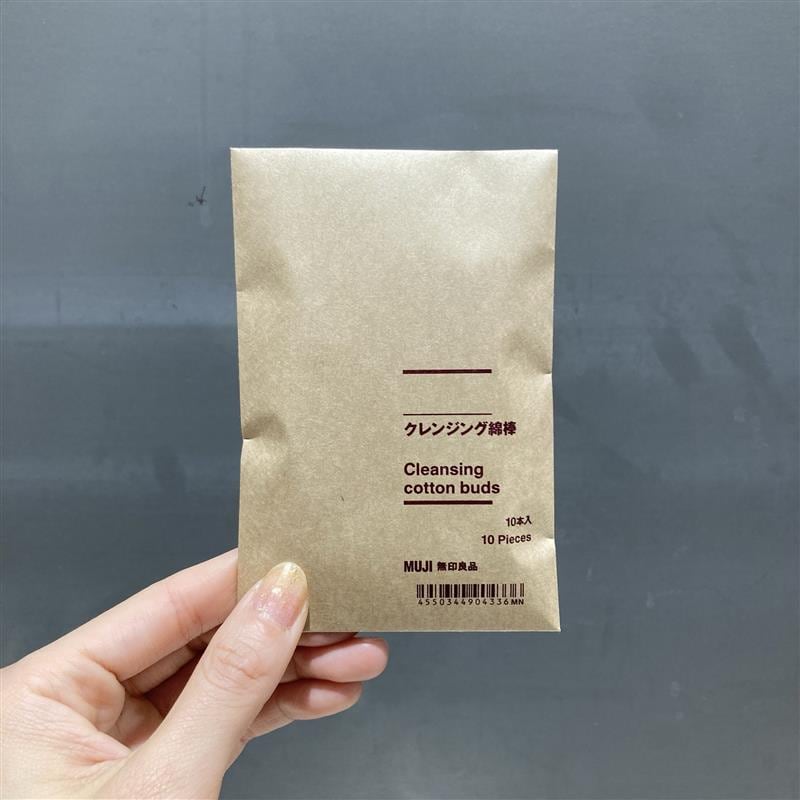 クレンジング綿棒
Cleansing
cotton buds
10本入
10 Pieces
MUJI 無印良品
4550344904336MN